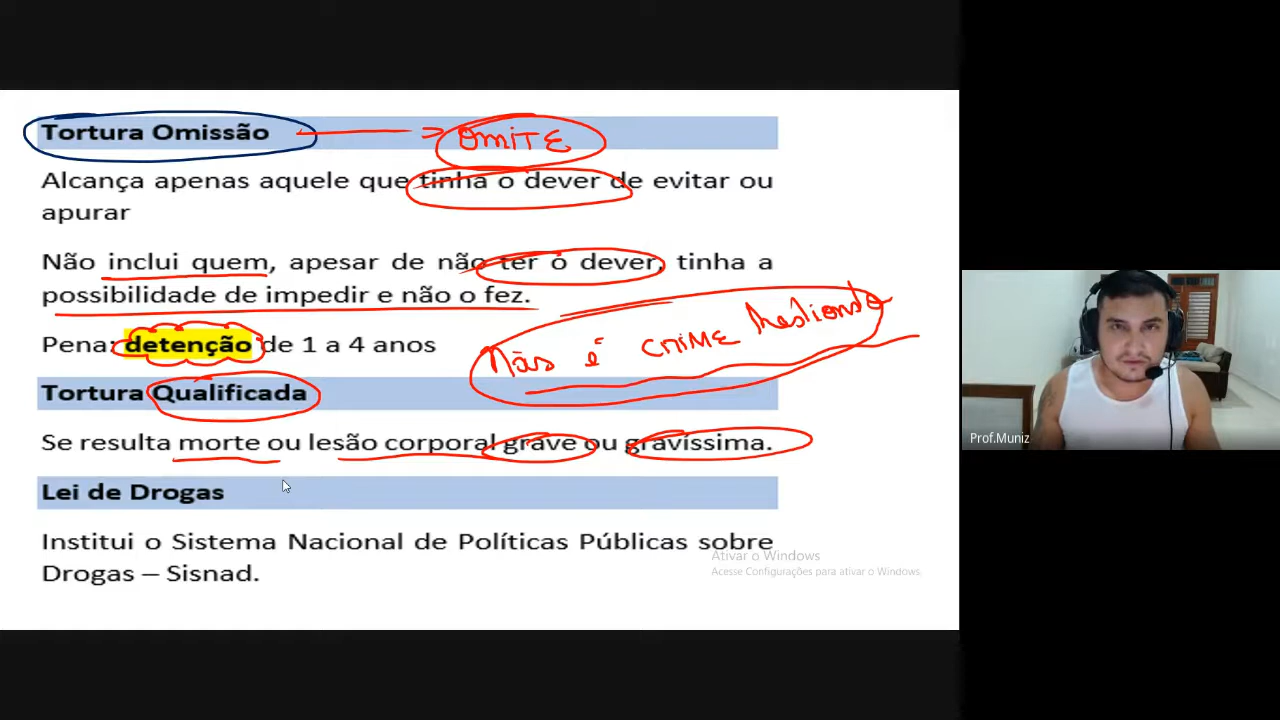 Tortura Omissão
OMITE
Alcança apenas aquele que tinha o dever de evitar ou
apurar
Não inclui quem, apesar de não ter o dever, tinha a
possibilidade de impedir e não o fez.
Não é CRIME Hediondo
Pena: detenção de 1 a 4 anos
Tortura Qualificada
Se resulta morte ou lesão corporal grave ou gravíssima.
Lei de Drogas
Institui o Sistema Nacional de Políticas Públicas sobre
Drogas – Sisnad.
Ativar o Windows
Acesse Configurações para ativar o Windows.
Prof.Muniz